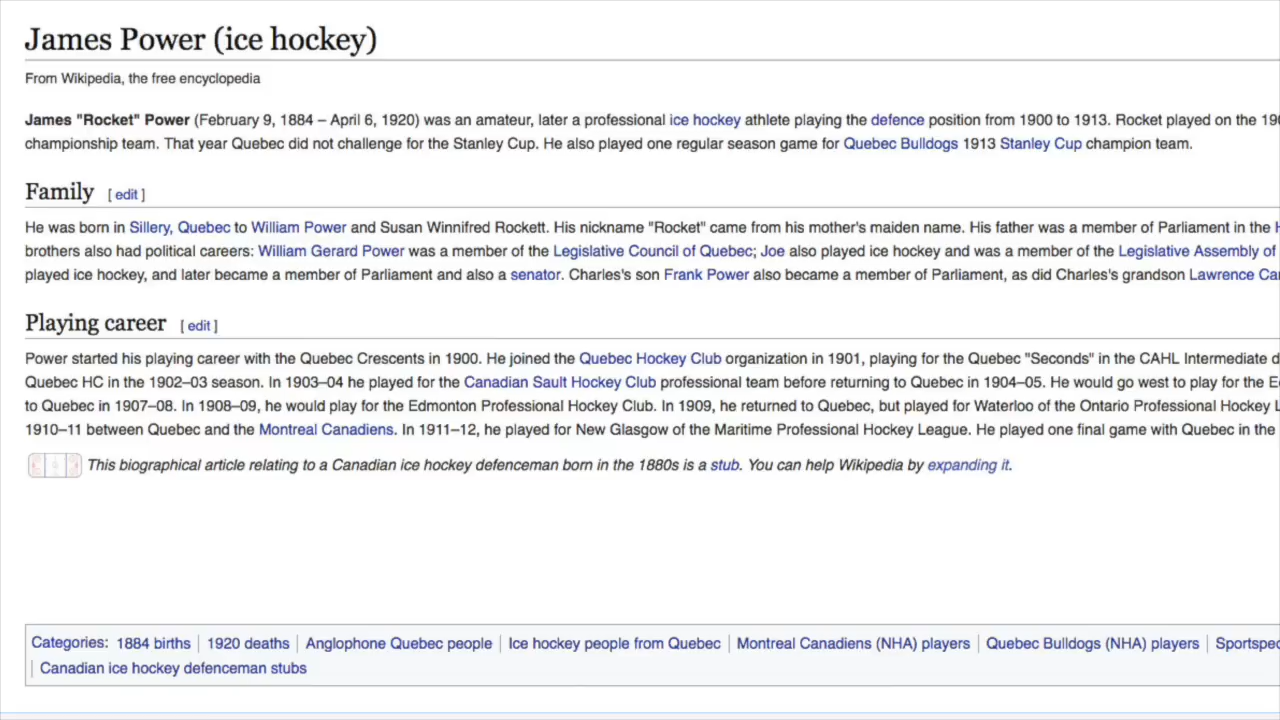 James Power (ice hockey)
From Wikipedia, the free encyclopedia
James "Rocket" Power (February 9, 1884 – April 6, 1920) was an amateur, later a professional ice hockey athlete playing the defence position from 1900 to 1913. Rocket played on the
championship team. That year Quebec did not challenge for the Stanley Cup. He also played one regular season game for Quebec Bulldogs 1913 Stanley Cup champion team.
Family [ edit ]
He was born in Sillery, Quebec to William Power and Susan Winnifred Rockett. His nickname "Rocket" came from his mother's maiden name. His father was a member of Parliament in the
brothers also had political careers: William Gerard Power was a member of the Legislative Council of Quebec; Joe also played ice hockey and was a member of the Legislative Assembly of
played ice hockey, and later became a member of Parliament and also a senator. Charles's son Frank Power also became a member of Parliament, as did Charles's grandson Lawrence
Playing career [ edit ]
Power started his playing career with the Quebec Crescents in 1900. He joined the Quebec Hockey Club organization in 1901, playing for the Quebec "Seconds" in the CAHL Intermediate
Quebec HC in the 1902–03 season. In 1903–04 he played for the Canadian Sault Hockey Club professional team before returning to Quebec in 1904–05. He would go west to play for the
to Quebec in 1907–08. In 1908–09, he would play for the Edmonton Professional Hockey Club. In 1909, he returned to Quebec, but played for Waterloo of the Ontario Professional Hockey
1910–11 between Quebec and the Montreal Canadiens. In 1911–12, he played for New Glasgow of the Maritime Professional Hockey League. He played one final game with Quebec in the
This biographical article relating to a Canadian ice hockey defenceman born in the 1880s is a stub. You can help Wikipedia by expanding it.
Categories: 1884 births | 1920 deaths | Anglophone Quebec people | Ice hockey people from Quebec | Montreal Canadiens (NHA) players | Quebec Bulldogs (NHA) players |
| Canadian ice hockey defenceman stubs